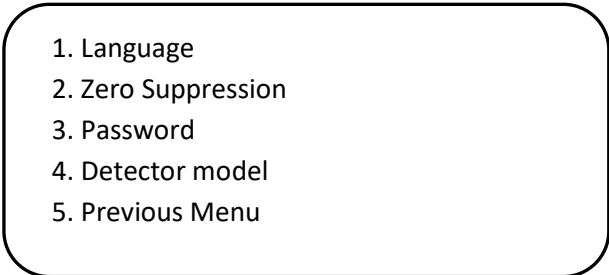 1. Language
2. Zero Suppression
3. Password
4. Detector model
5. Previous Menu